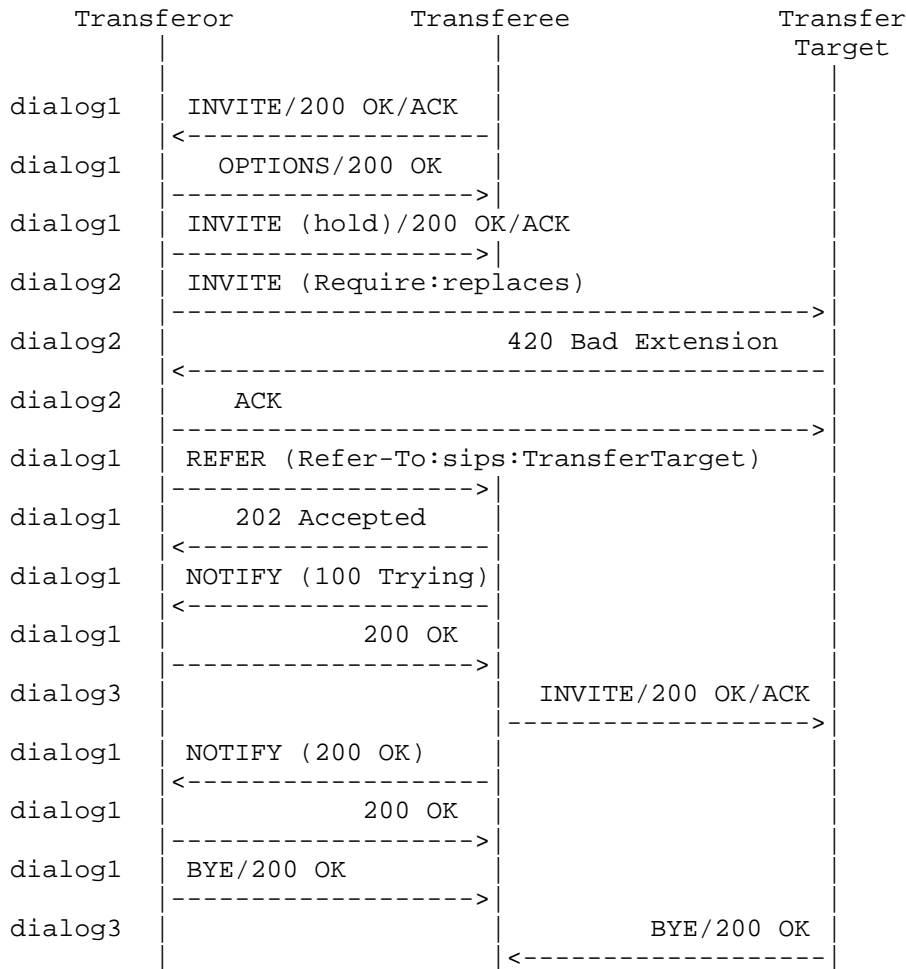 Transferor Transferee Transfer
Target
dialog1 INVITE/200 OK/ACK
dialog1 OPTIONS/200 OK
dialog1 INVITE (hold)/200 OK/ACK
dialog2 INVITE (Require:replaces)
dialog2 420 Bad Extension
dialog2 ACK
dialog1 REFER (Refer-To:sips:TransferTarget)
dialog1 202 Accepted
dialog1 NOTIFY (100 Trying)
dialog1 200 OK
dialog3 INVITE/200 OK/ACK
dialog1 NOTIFY (200 OK)
dialog1 200 OK
dialog1 BYE/200 OK
dialog3 BYE/200 OK